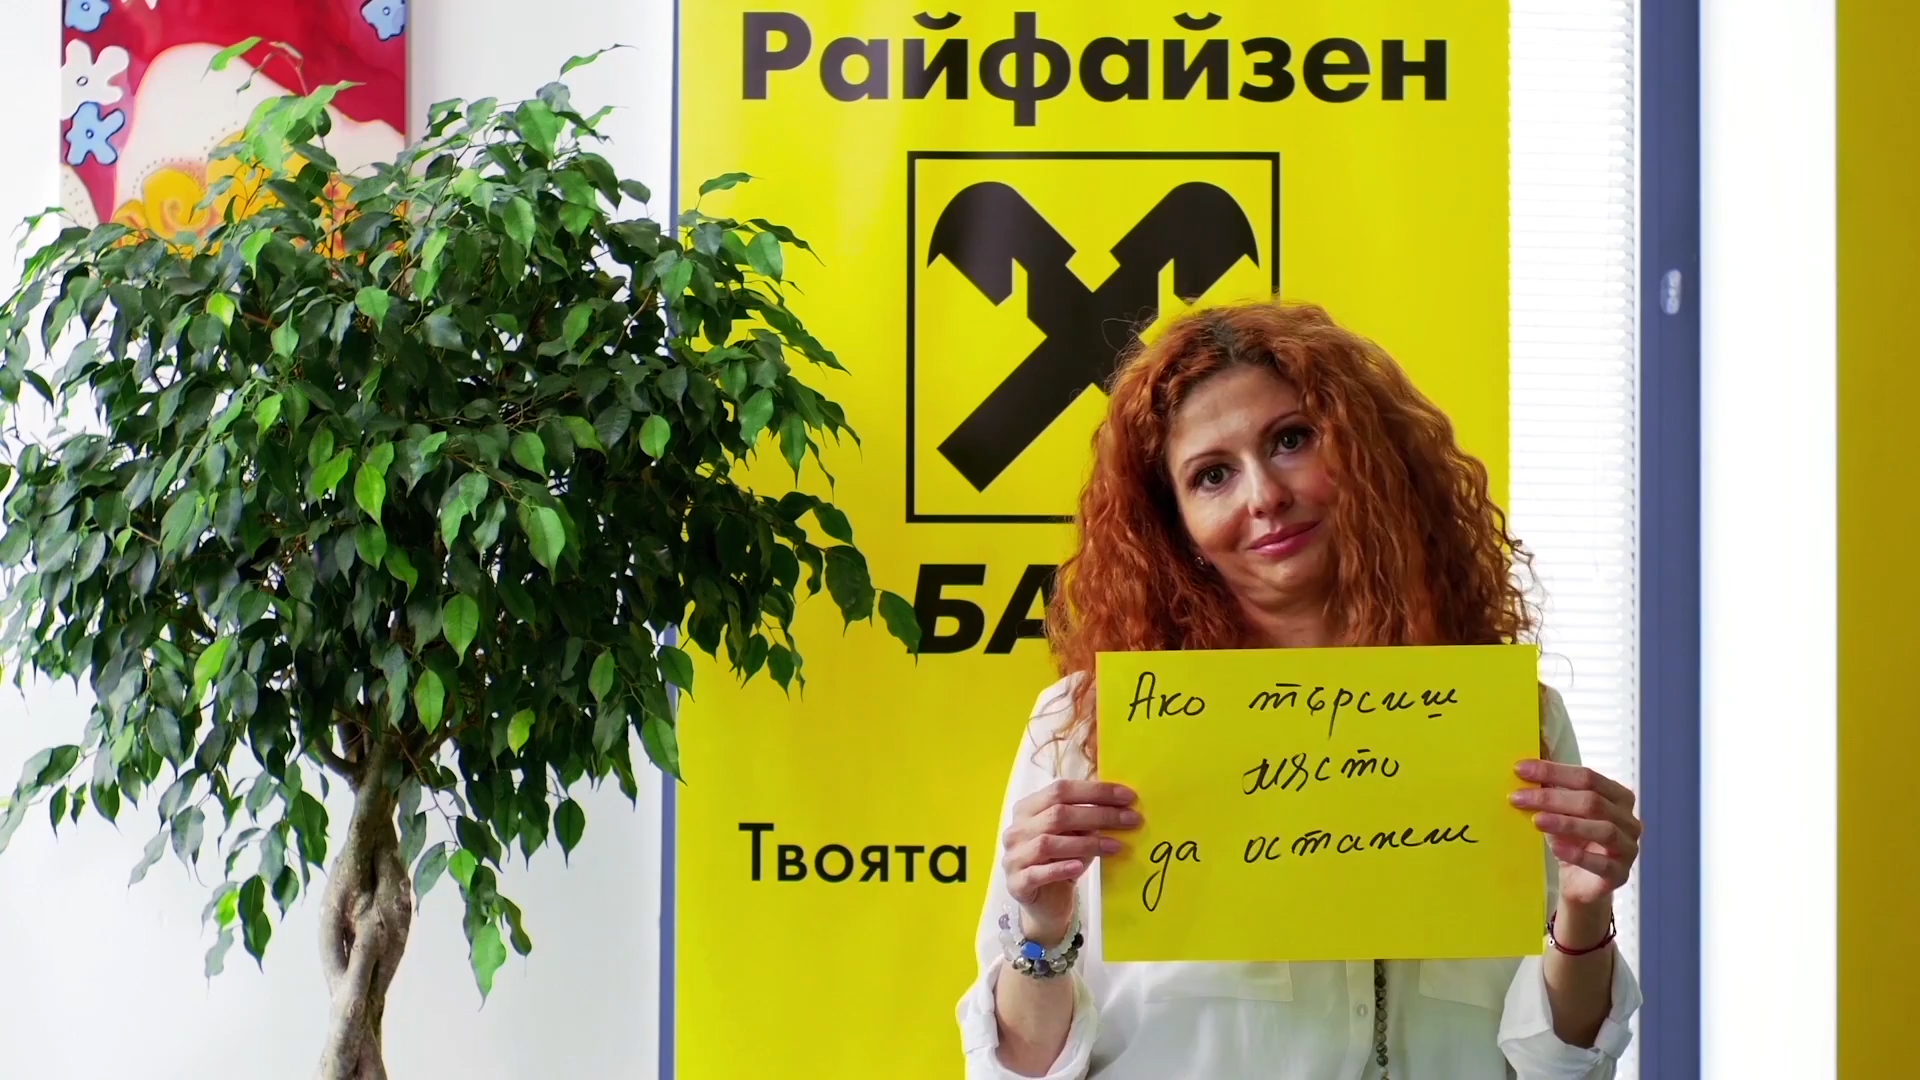 Райфайзен
БА
Твоята
Ако търсиш
място
да останеш